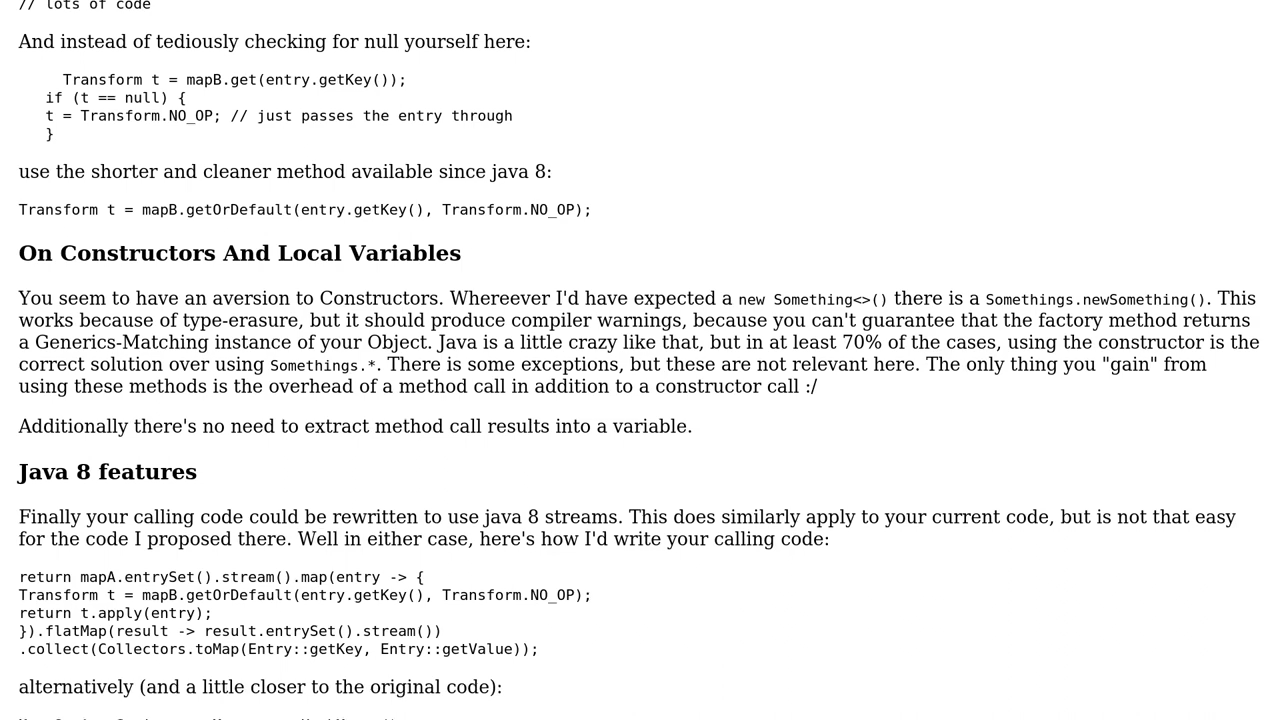 // lots of code
And instead of tediously checking for null yourself here:
Transform t = mapB.get(entry.getKey());
if (t == null) {
t = Transform.NO_OP; // just passes the entry through
}
use the shorter and cleaner method available since java 8:
Transform t = mapB.getOrDefault(entry.getKey(), Transform.NO_OP);
On Constructors And Local Variables
You seem to have an aversion to Constructors. Whereever I'd have expected a new Something<>() there is a Somethings.newSomething(). This
works because of type-erasure, but it should produce compiler warnings, because you can't guarantee that the factory method returns
a Generics-Matching instance of your Object. Java is a little crazy like that, but in at least 70% of the cases, using the constructor is the
correct solution over using Somethings.*. There is some exceptions, but these are not relevant here. The only thing you "gain" from
using these methods is the overhead of a method call in addition to a constructor call :/
Additionally there's no need to extract method call results into a variable.
Java 8 features
Finally your calling code could be rewritten to use java 8 streams. This does similarly apply to your current code, but is not that easy
for the code I proposed there. Well in either case, here's how I'd write your calling code:
return mapA.entrySet().stream().map(entry -> {
Transform t = mapB.getOrDefault(entry.getKey(), Transform.NO_OP);
return t.apply(entry);
}).flatMap(result -> result.entrySet().stream())
.collect(Collectors.toMap(Entry::getKey, Entry::getValue));
alternatively (and a little closer to the original code):